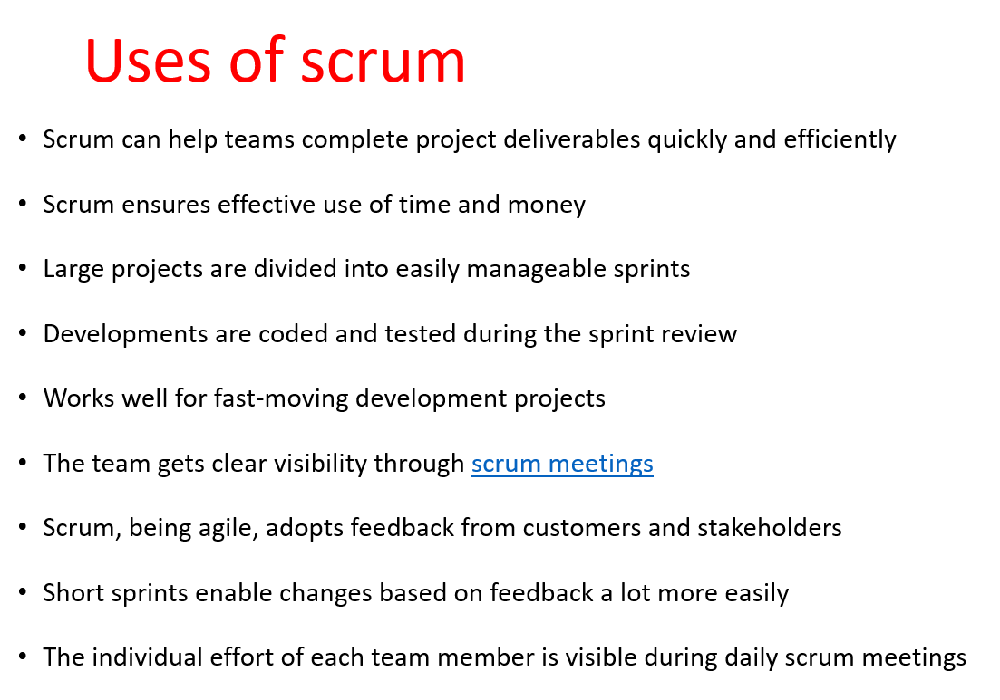 Uses of scrum
• Scrum can help teams complete project deliverables quickly and efficiently
• Scrum ensures effective use of time and money
• Large projects are divided into easily manageable sprints
• Developments are coded and tested during the sprint review
• Works well for fast-moving development projects
• The team gets clear visibility through scrum meetings
• Scrum, being agile, adopts feedback from customers and stakeholders
• Short sprints enable changes based on feedback a lot more easily
• The individual effort of each team member is visible during daily scrum meetings